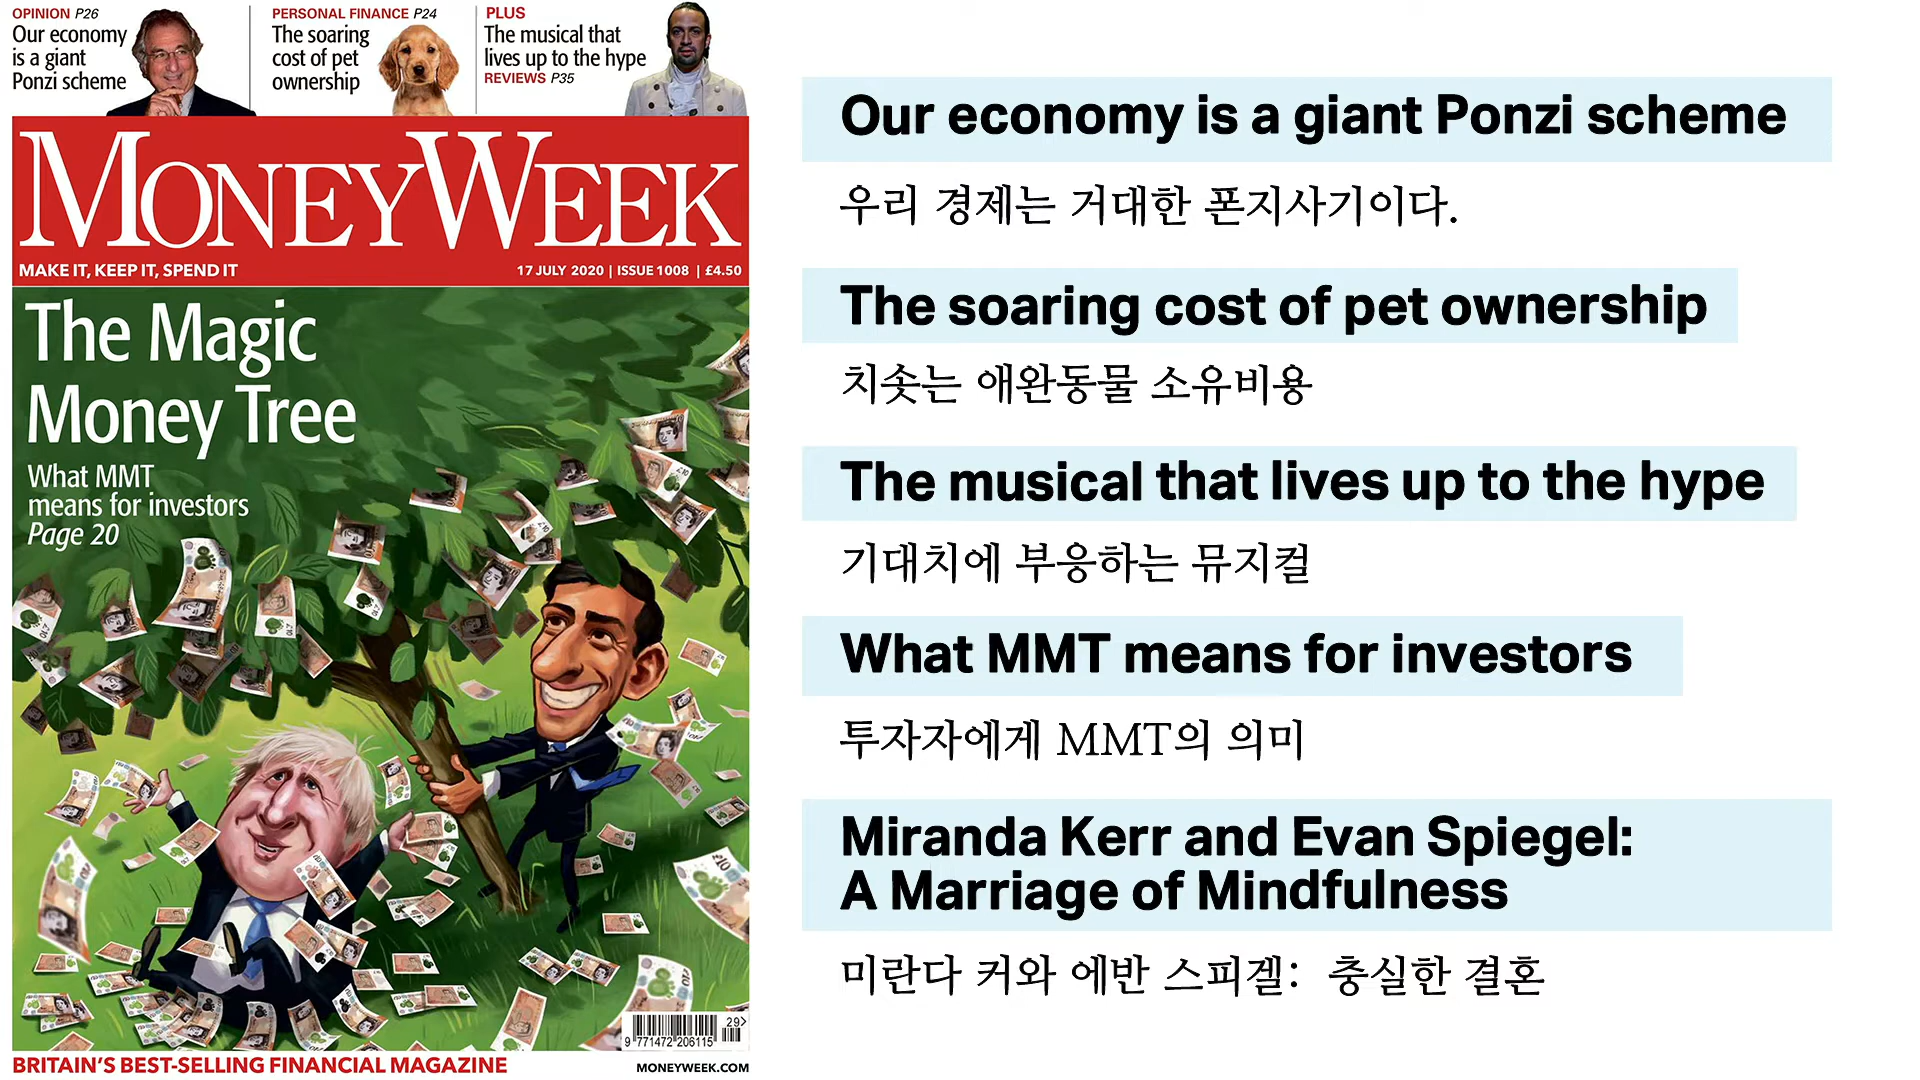 OPINION P26
Our economy
is a giant
Ponzi scheme
PERSONAL FINANCE P24
The soaring
cost of pet
ownership
PLUS
The musical that
lives up to the hype
REVIEWS P35
MONEYWEEK
MAKE IT, KEEP IT, SPEND IT
17 JULY 2020 | ISSUE 1008 | £4.50
The Magic
Money Tree
What MMT
means for investors
Page 20
29>
9 771472 206115
BRITAIN'S BEST-SELLING FINANCIAL MAGAZINE
MONEYWEEK.COM
Our economy is a giant Ponzi scheme
우리 경제는 거대한 폰지사기이다.
The soaring cost of pet ownership
치솟는 애완동물 소유비용
The musical that lives up to the hype
기대치에 부응하는 뮤지컬
What MMT means for investors
투자자에게 MMT의 의미
Miranda Kerr and Evan Spiegel:
A Marriage of Mindfulness
미란다 커와 에반 스피겔: 충실한 결혼